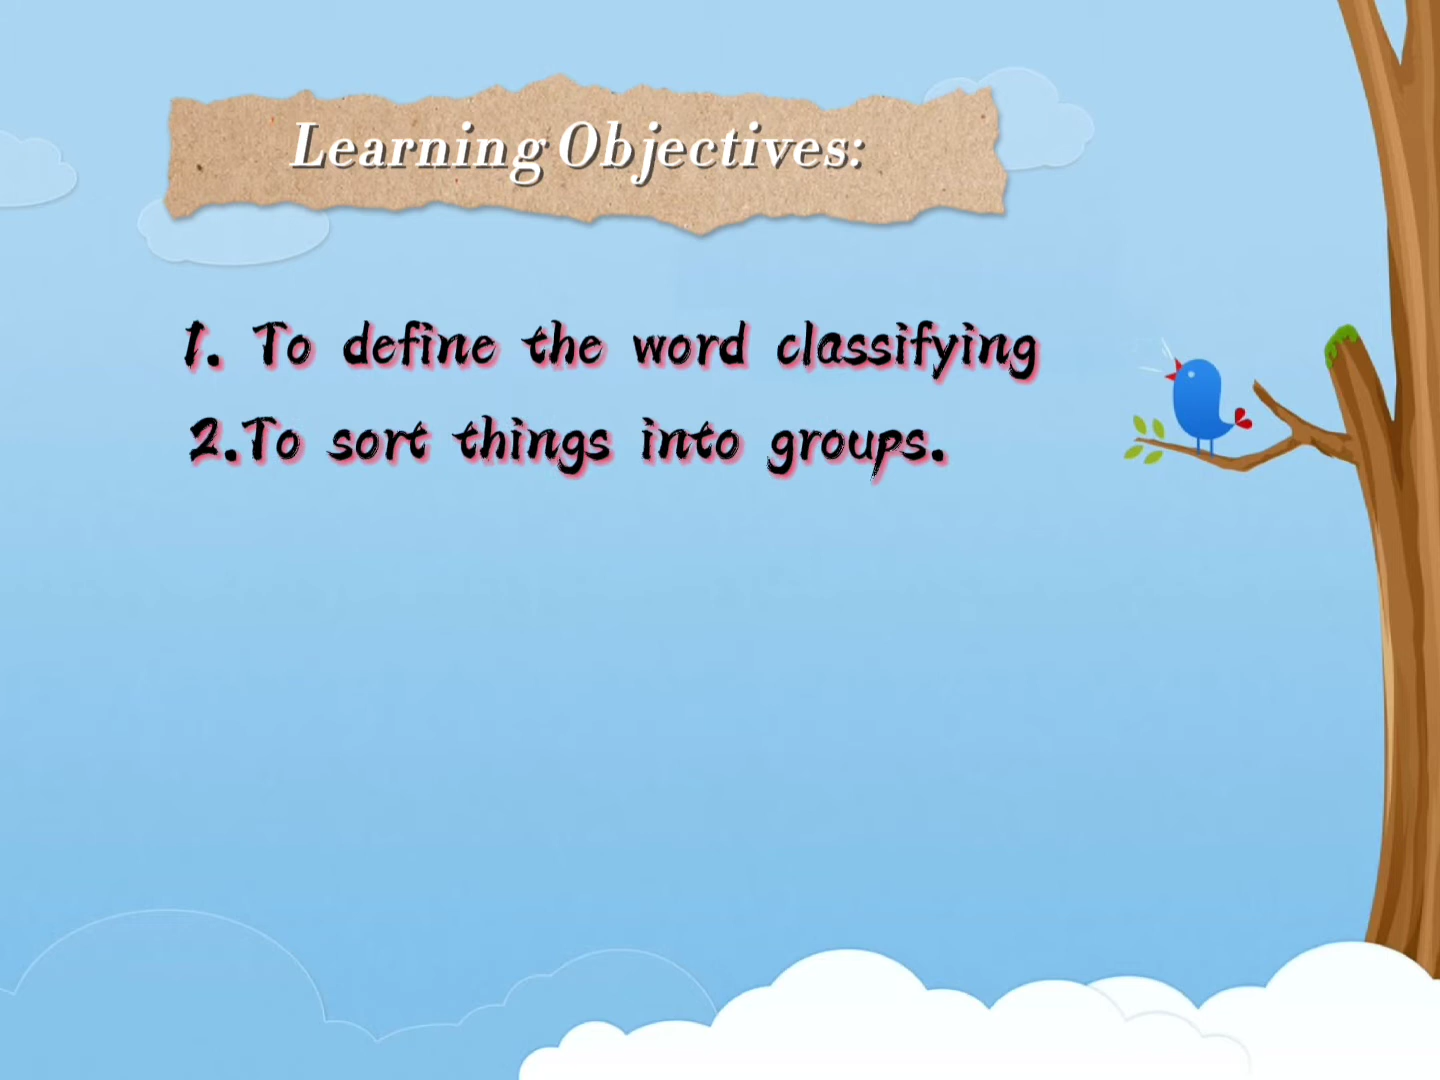 Learning Objectives:
1. To define the word classifying
2.To sort things into groups.